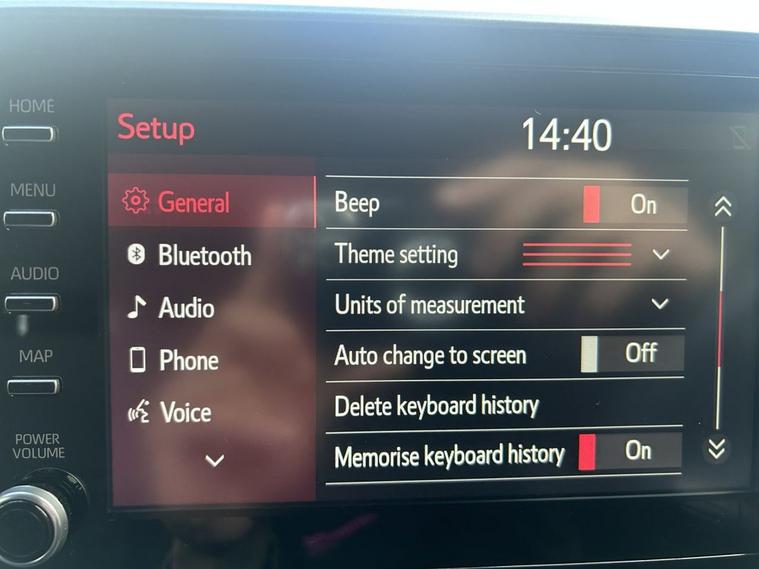 HOME
MENU
AUDIO
MAP
POWER
VOLUME
Setup
14:40
General
Bluetooth
Audio
Phone
Voice
Beep On
Theme setting
Units of measurement
Auto change to screen Off
Delete keyboard history
Memorise keyboard history On